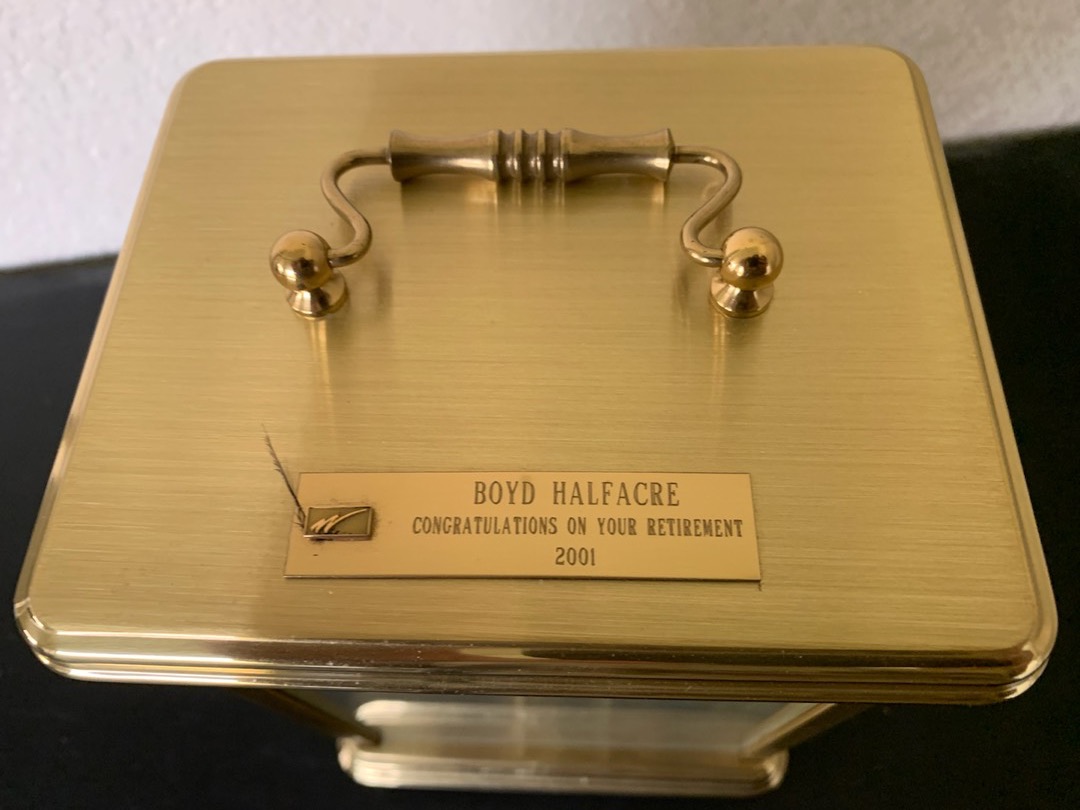 BOYD HALFACRE
CONGRATULATIONS ON YOUR RETIREMENT
2001